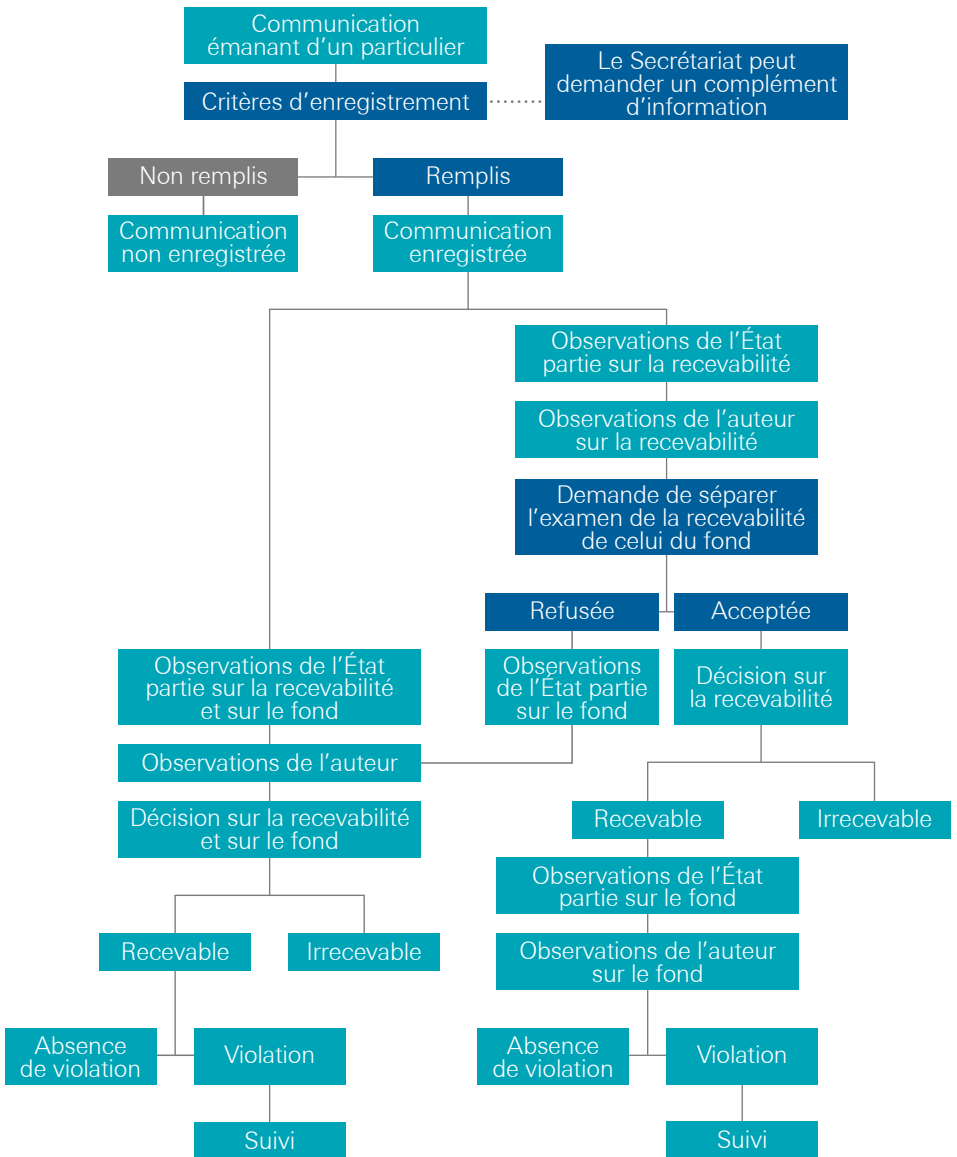 Communication
émanant d'un particulier
Le Secrétariat peut
demander un complément
d'information
Critères d'enregistrement
Non remplis
Remplis
Communication
non enregistrée
Communication
enregistrée
Observations de l'État
partie sur la recevabilité
Observations de l'auteur
sur la recevabilité
Demande de séparer
l'examen de la recevabilité
de celui du fond
Refusée
Acceptée
Observations de l'État
partie sur la recevabilité
et sur le fond
Observations
de l'État partie
sur le fond
Décision sur
la recevabilité
Observations de l'auteur
Décision sur la recevabilité
et sur le fond
Recevable
Irrecevable
Observations de l'État
partie sur le fond
Recevable
Irrecevable
Observations de l'auteur
sur le fond
Absence
de violation
Violation
Absence
de violation
Violation
Suivi
Suivi